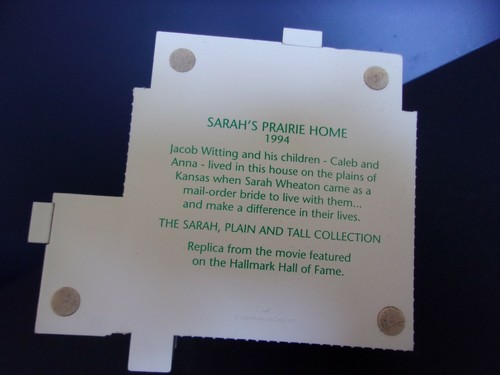 SARAH'S PRAIRIE HOME
1994
Jacob Witting and his children - Caleb and
Anna - lived in this house on the plains of
Kansas when Sarah Wheaton came as a
mail-order bride to live with them...
and make a difference in their lives.
THE SARAH, PLAIN AND TALL COLLECTION
Replica from the movie featured
on the Hallmark Hall of Fame.